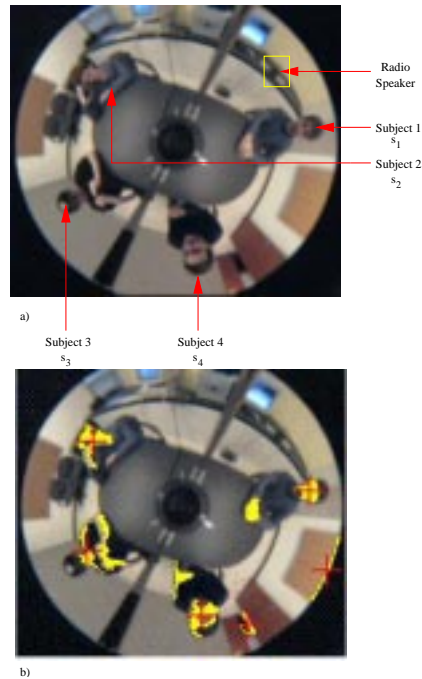 Radio
Speaker
Subject 1
s1
Subject 2
s2
a)
Subject 3
s3
Subject 4
s4
b)